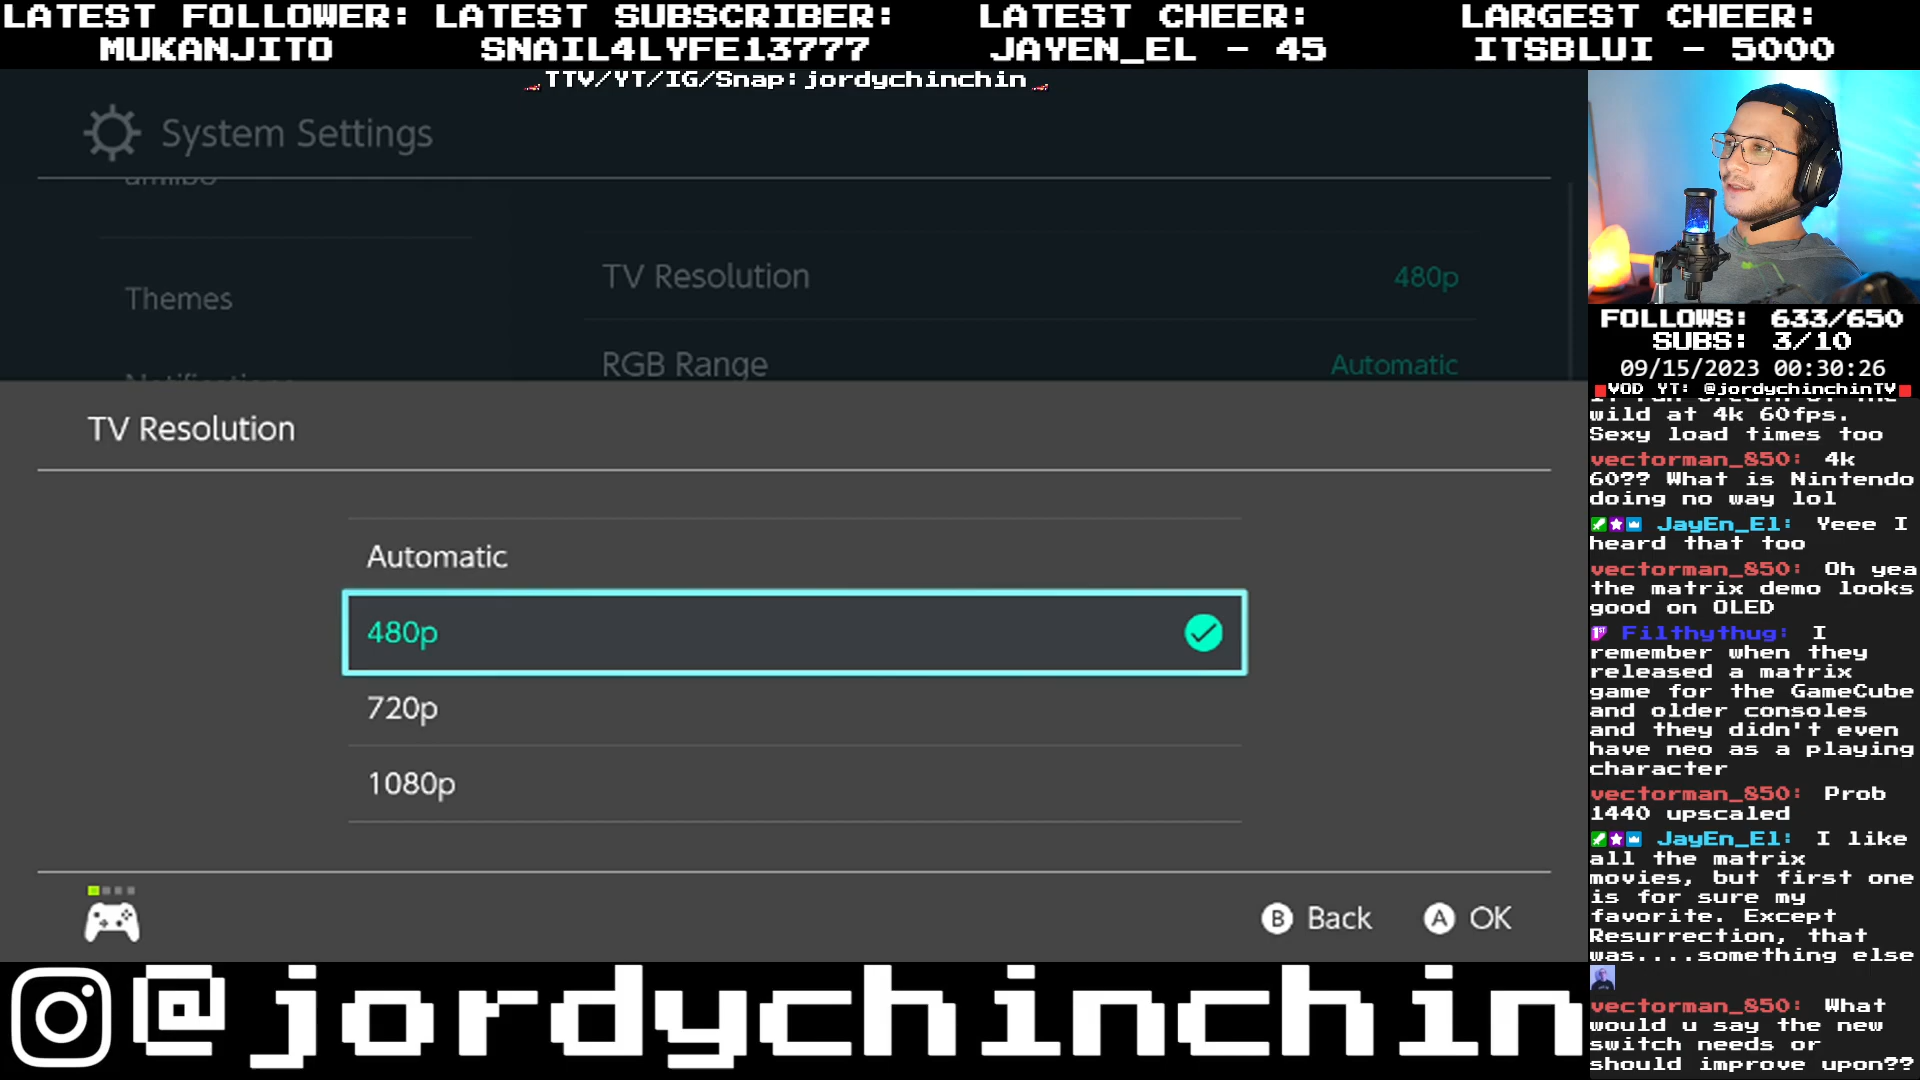 LATEST FOLLOWER:
MUKANJITO
LATEST SUBSCRIBER:
SNAIL4LYFE13777
LATEST CHEER:
JAYEN_EL - 45
LARGEST CHEER:
ITSBLUI - 5000
TTV/YT/IG/Snap:jordychinchin
System Settings
amiibo
Themes
Notifications
TV Resolution 480p
RGB Range Automatic
TV Resolution
Automatic
480p
720p
1080p
B Back A OK
@jordychinchin
FOLLOWS: 633/650
SUBS: 3/10
09/15/2023 00:30:26
VOD YT: @jordychinchinTV
wild at 4k 60fps.
Sexy load times too
vectorman_850: 4k
60?? What is Nintendo
doing no way lol
JayEn_El: Yeee I
heard that too
vectorman_850: Oh yea
the matrix demo looks
good on OLED
Filthythug: I
remember when they
released a matrix
game for the GameCube
and older consoles
and they didn't even
have neo as a playing
character
vectorman_850: Prob
1440 upscaled
JayEn_El: I like
all the matrix
movies, but first one
is for sure my
favorite. Except
Resurrection, that
was....something else
vectorman_850: What
would u say the new
switch needs or
should improve upon??